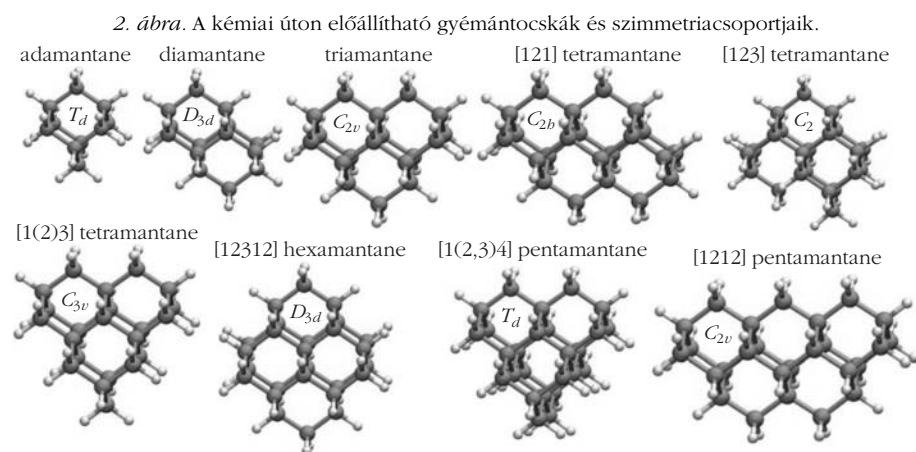 2. ábra. A kémiai úton előállítható gyémántocskák és szimmetriacsoportjaik.
adamantane diamantane triamantane [121] tetramantane [123] tetramantane
T_d D_3d C_2v C_2h C_2
[1(2)3] tetramantane [12312] hexamantane [1(2,3)4] pentamantane [1212] pentamantane
C_3v D_3d T_d C_2v